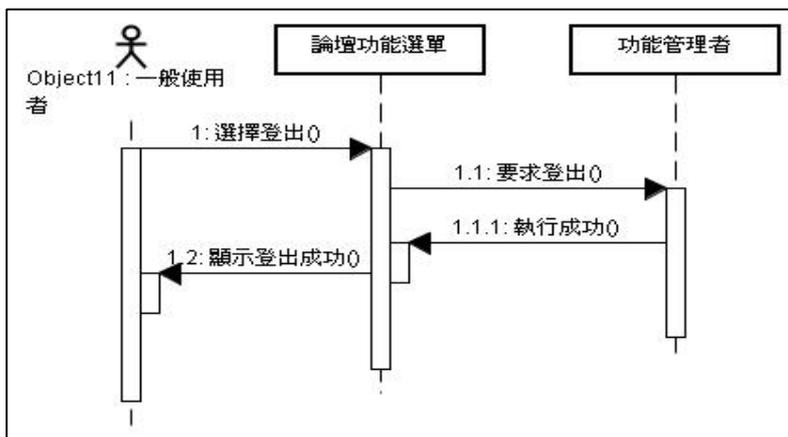 論壇功能選單
功能管理者
Object11 : 一般使用
者
1: 選擇登出()
1.1: 要求登出()
1.1.1: 執行成功()
1.2: 顯示登出成功()